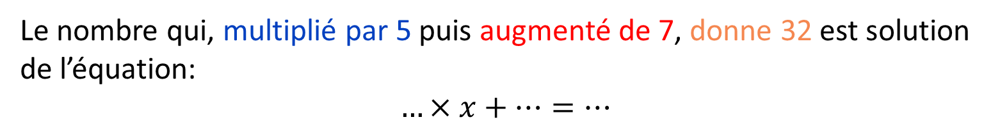 Le nombre qui, multiplié par 5 puis augmenté de 7, donne 32 est solution
de l’équation:
... × 𝑥 + ⋯ = ⋯